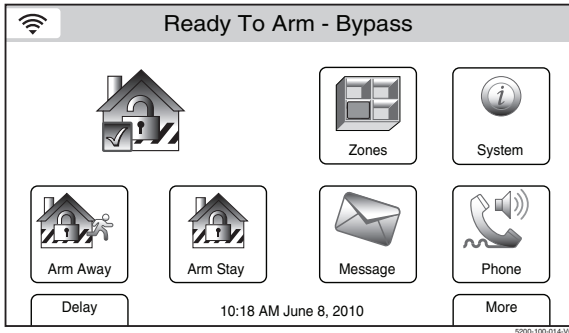 Ready To Arm - Bypass
Zones
System
Arm Away
Arm Stay
Message
Phone
Delay
10:18 AM June 8, 2010
More